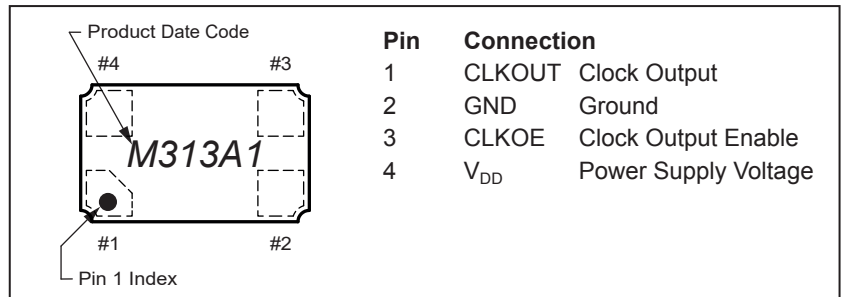 Product Date Code
#4 #3
M313A1
#1 #2
Pin 1 Index
Pin Connection
1 CLKOUT Clock Output
2 GND Ground
3 CLKOE Clock Output Enable
4 VDD Power Supply Voltage